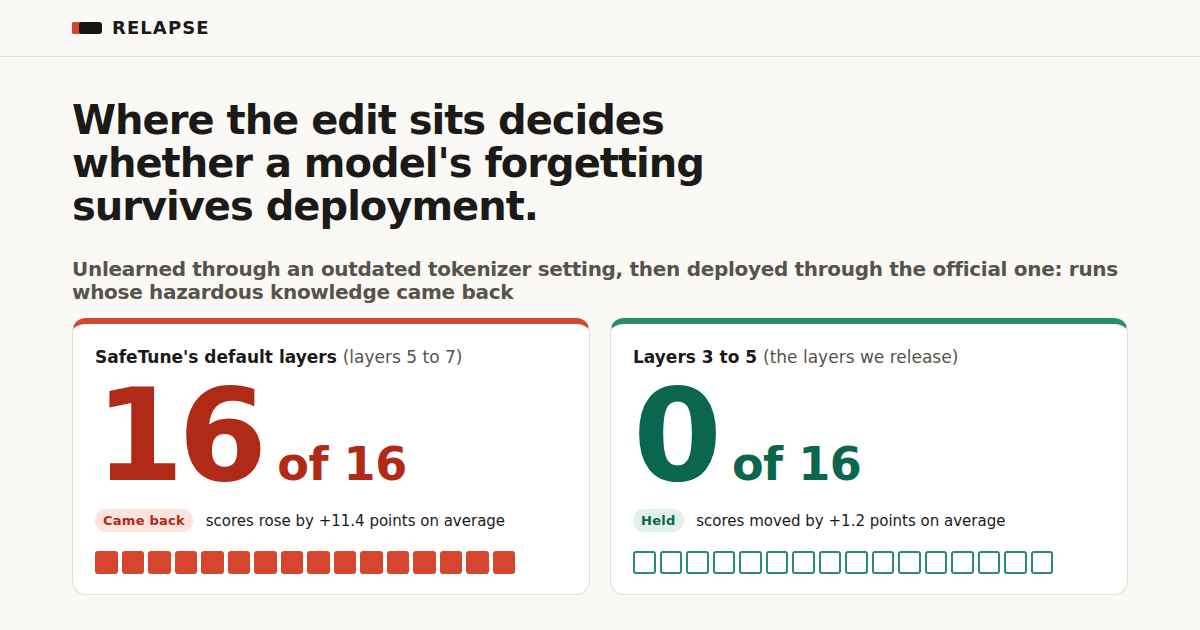 RELAPSE
Where the edit sits decides
whether a model's forgetting
survives deployment.
Unlearned through an outdated tokenizer setting, then deployed through the official one: runs
whose hazardous knowledge came back
SafeTune's default layers (layers 5 to 7)
16 of 16
Came back scores rose by +11.4 points on average
Layers 3 to 5 (the layers we release)
0 of 16
Held scores moved by +1.2 points on average